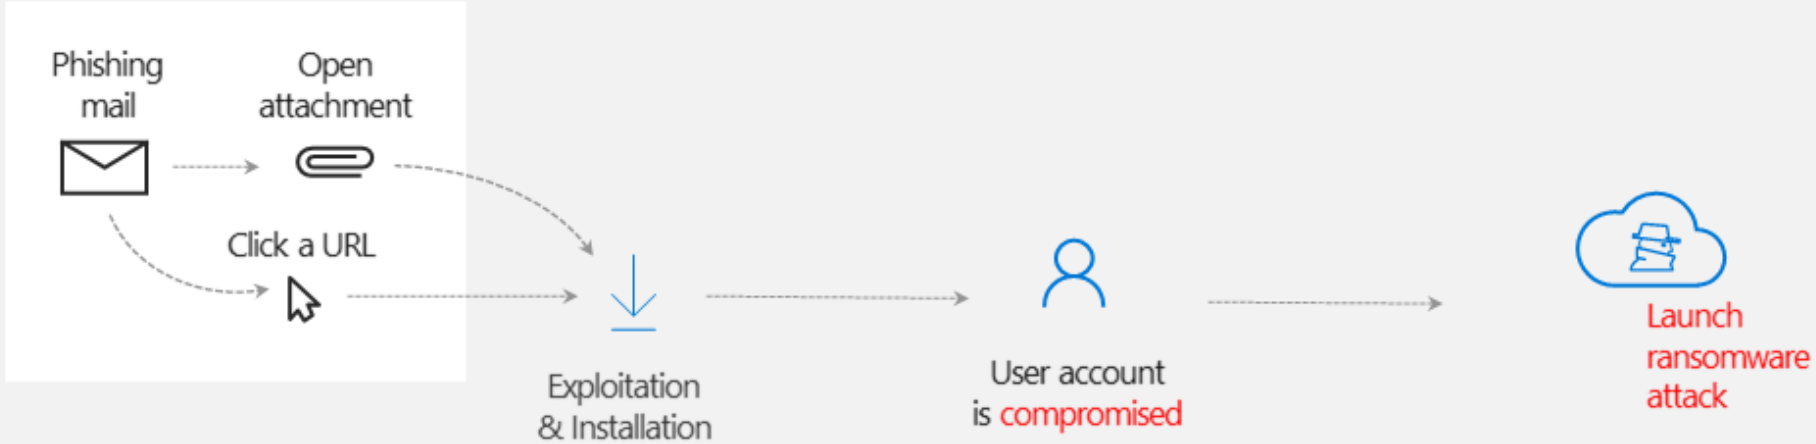 Phishing
mail
Open
attachment
Click a URL
Exploitation
& Installation
User account
is compromised
Launch
ransomware
attack